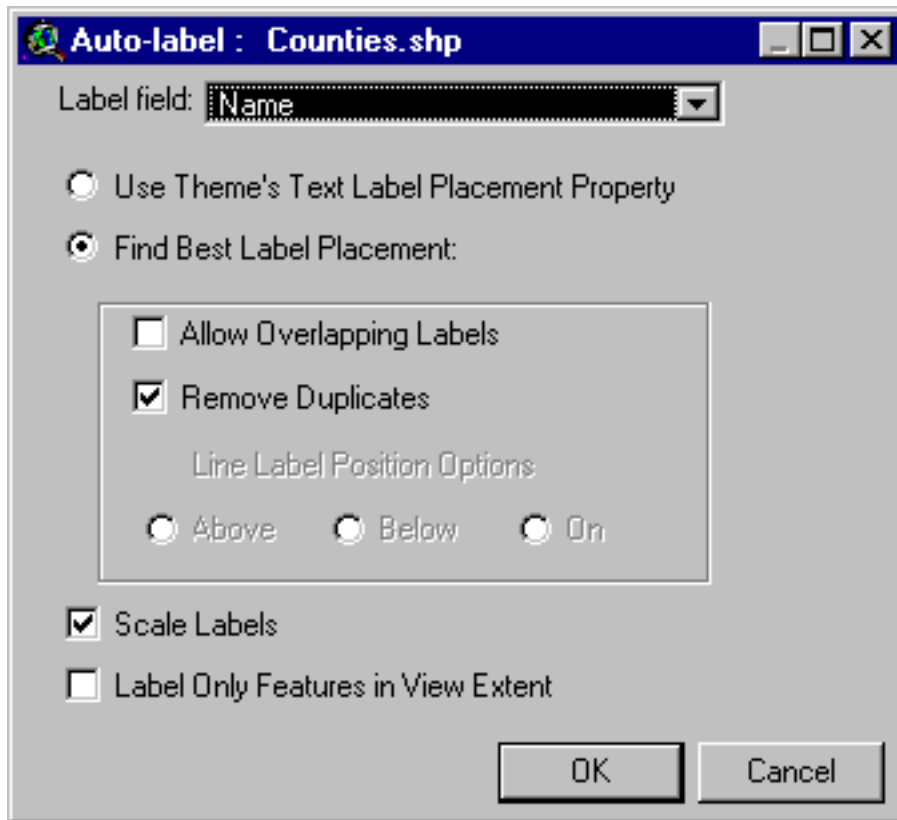 Auto-label :   Counties.shp
Label field: Name
Use Theme's Text Label Placement Property
Find Best Label Placement:
Allow Overlapping Labels
Remove Duplicates
Line Label Position Options
Above Below On
Scale Labels
Label Only Features in View Extent
OK Cancel